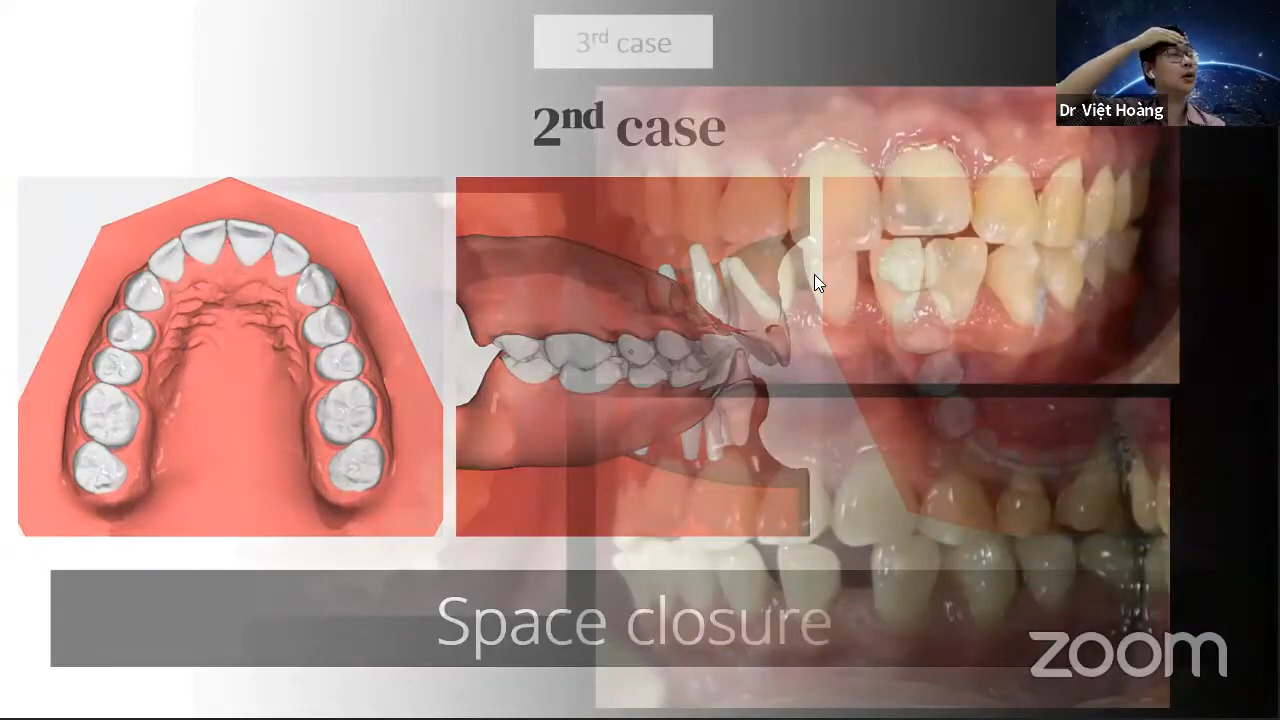 3rd case
Dr Việt Hoàng
2nd case
Space closure
zoom